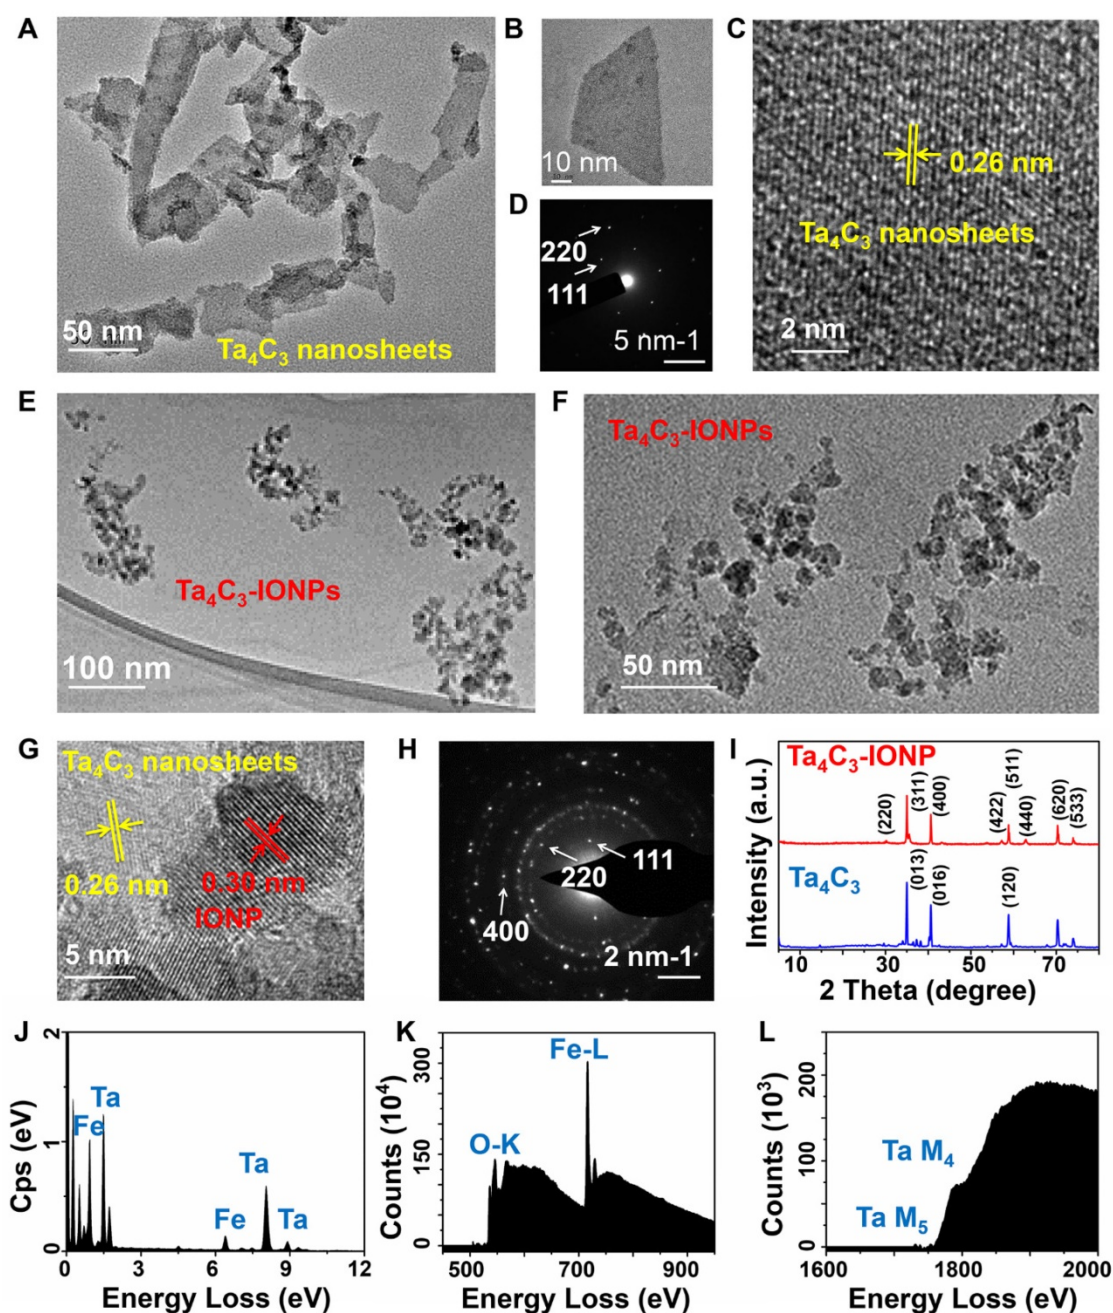 A
50 nm
Ta₄C₃ nanosheets
B
10 nm
C
0.26 nm
Ta₄C₃ nanosheets
2 nm
D
220
111
5 nm-1
E
Ta₄C₃-IONPs
100 nm
F
Ta₄C₃-IONPs
50 nm
G
Ta₄C₃ nanosheets
0.26 nm
0.30 nm
IONP
5 nm
H
111
220
400
2 nm-1
I
Intensity (a.u.)
Ta₄C₃-IONP
(220)
(311)
(400)
(422)
(511)
(440)
(620)
(533)
Ta₄C₃
(013)
(016)
(120)
10 30 50 70
2 Theta (degree)
J
Cps (eV)
2
1
0
Ta
Fe
Ta
Fe
Ta
0 3 6 9 12
Energy Loss (eV)
K
Counts (10⁴)
300
150
0
Fe-L
O-K
500 700 900
Energy Loss (eV)
L
Counts (10³)
200
100
0
Ta M₄
Ta M₅
1600 1800 2000
Energy Loss (eV)